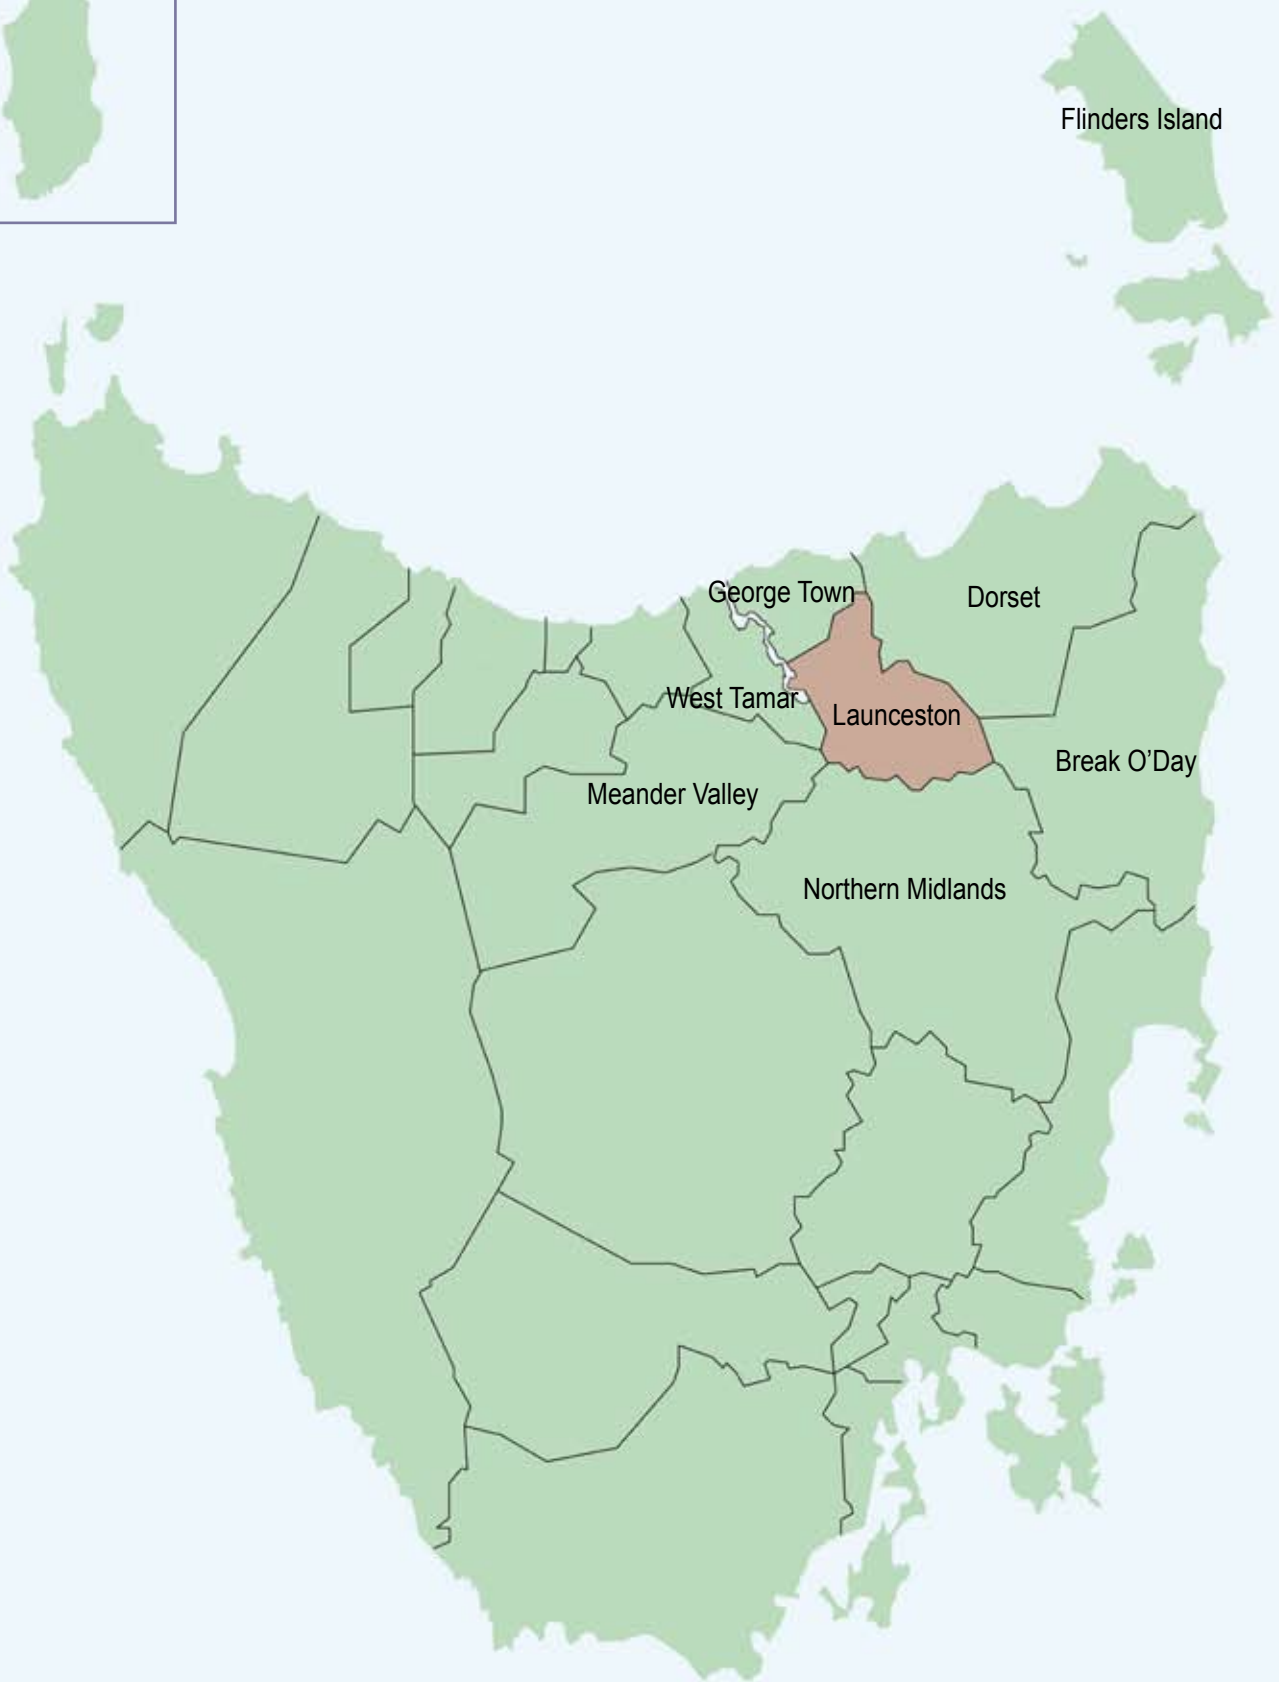 Flinders Island
George Town
Dorset
West Tamar
Launceston
Break O’Day
Meander Valley
Northern Midlands